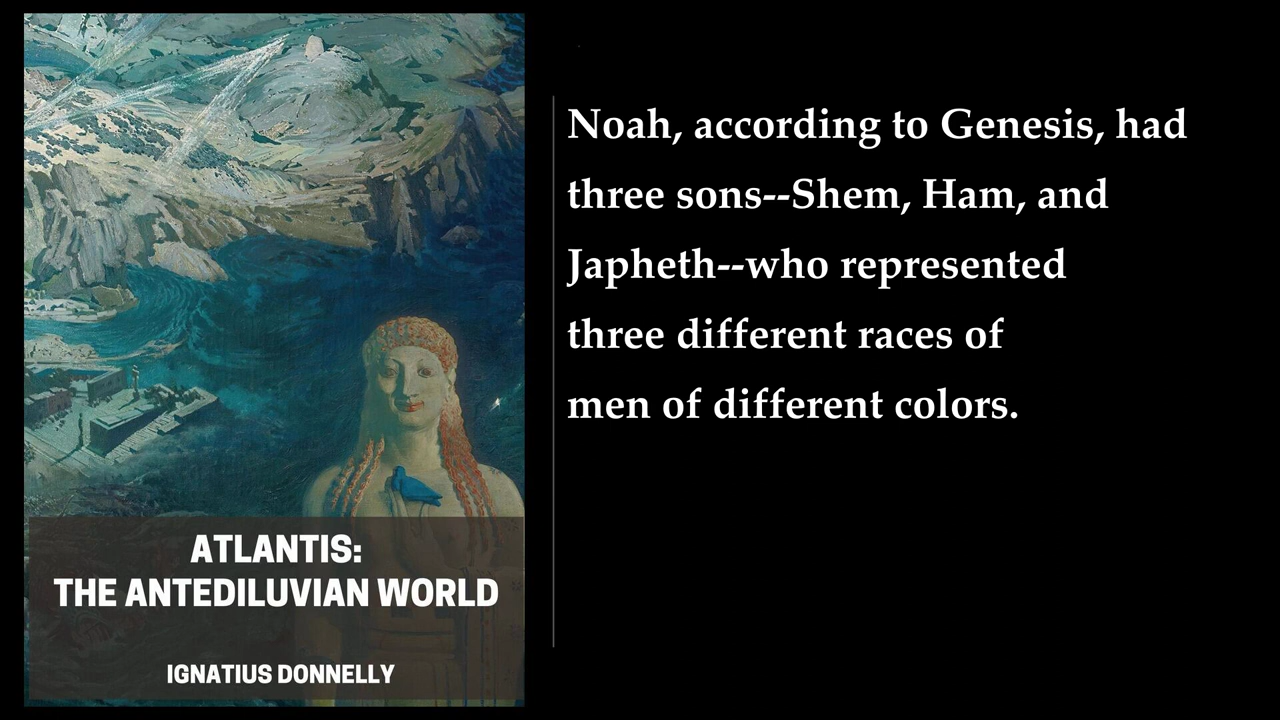 ATLANTIS:
THE ANTEDILUVIAN WORLD
IGNATIUS DONNELLY
Noah, according to Genesis, had
three sons--Shem, Ham, and
Japheth--who represented
three different races of
men of different colors.